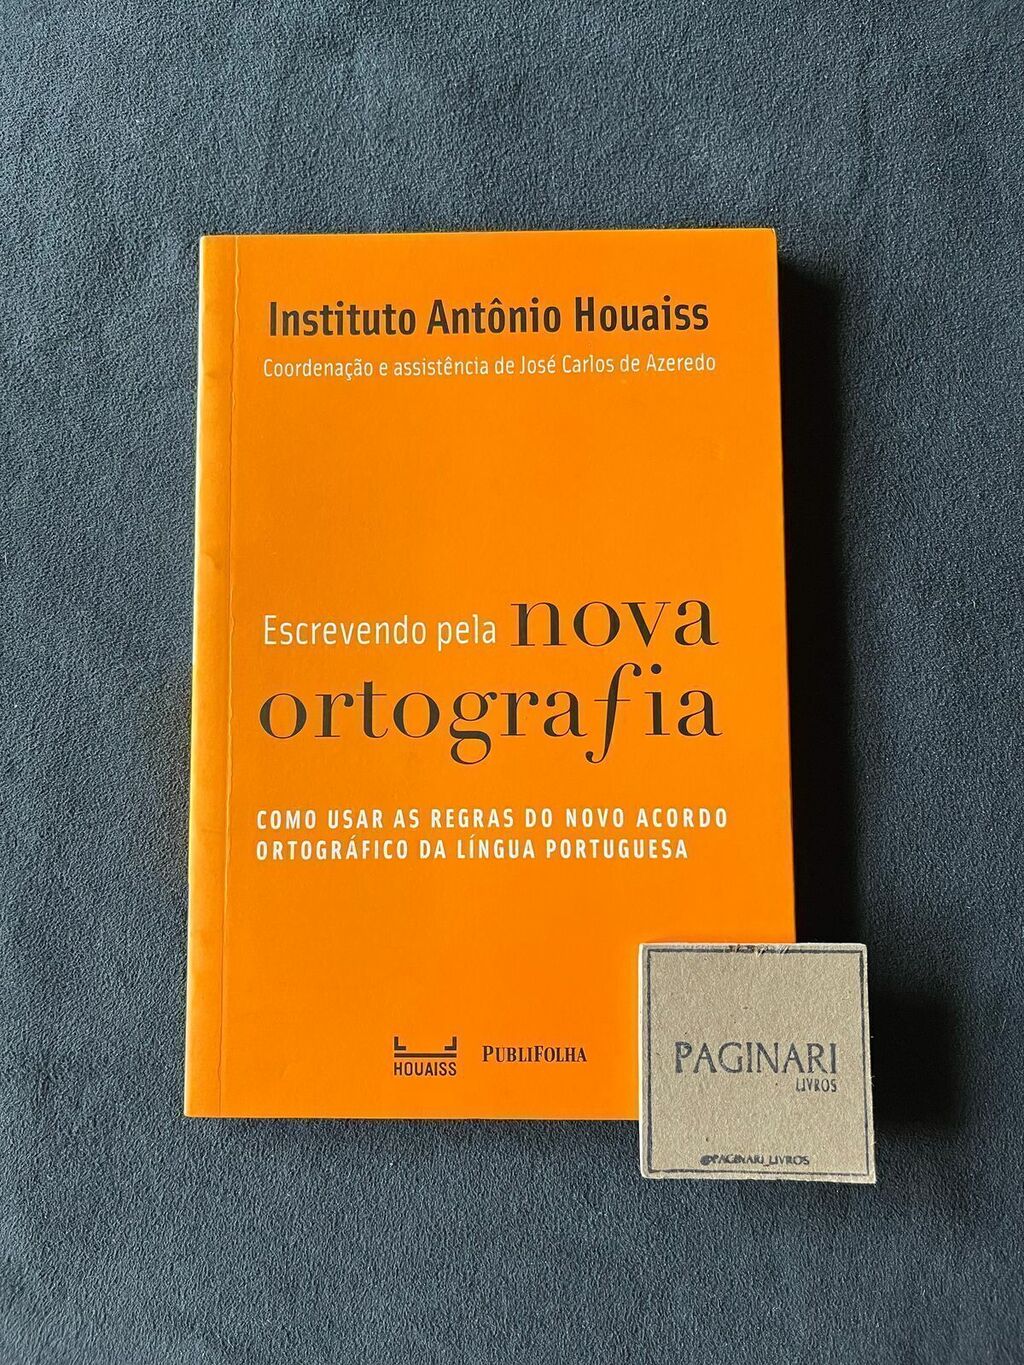 Instituto Antônio Houaiss
Coordenação e assistência de José Carlos de Azeredo
Escrevendo pela nova
ortografia
COMO USAR AS REGRAS DO NOVO ACORDO
ORTOGRÁFICO DA LÍNGUA PORTUGUESA
HOUAISS
PUBLIFOLHA
PAGINARI
LIVROS
@PAGINARI_LIVROS